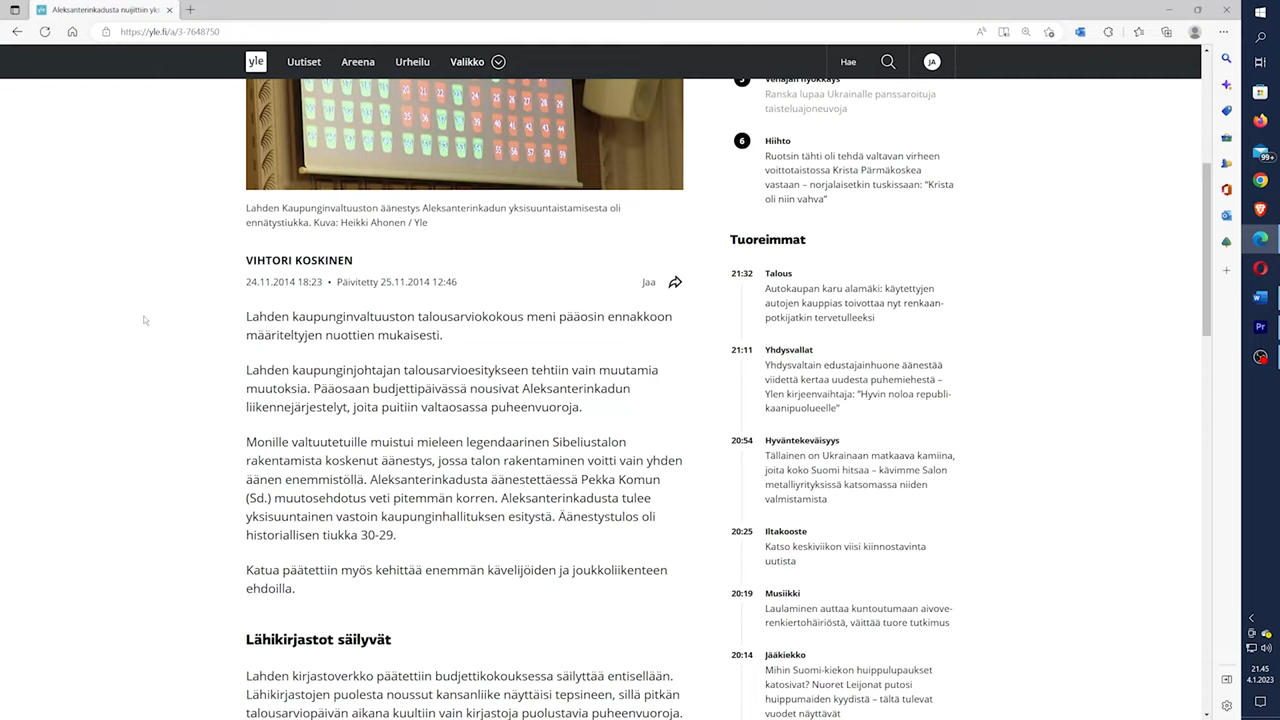 Aleksanterinkadusta nuijittiin yks
https://yle.fi/a/3-7648750
yle
Uutiset
Areena
Urheilu
Valikko
Hae
JA
Lahden Kaupunginvaltuuston äänestys Aleksanterinkadun yksisuuntaistamisesta oli
ennätystiukka. Kuva: Heikki Ahonen / Yle
VIHTORI KOSKINEN
24.11.2014 18:23 • Päivitetty 25.11.2014 12:46
Jaa
Lahden kaupunginvaltuuston talousarviokokous meni pääosin ennakkoon
määriteltyjen nuottien mukaisesti.
Lahden kaupunginjohtajan talousarvioesitykseen tehtiin vain muutamia
muutoksia. Pääosaan budjettipäivässä nousivat Aleksanterinkadun
liikennejärjestelyt, joita puitiin valtaosassa puheenvuoroja.
Monille valtuutetuille muistui mieleen legendaarinen Sibeliustalon
rakentamista koskenut äänestys, jossa talon rakentaminen voitti vain yhden
äänen enemmistöllä. Aleksanterinkadusta äänestettäessä Pekka Komun
(Sd.) muutosehdotus veti pitemmän korren. Aleksanterinkadusta tulee
yksisuuntainen vastoin kaupunginhallituksen esitystä. Äänestystulos oli
historiallisen tiukka 30-29.
Katua päätettiin myös kehittää enemmän kävelijöiden ja joukkoliikenteen
ehdoilla.
Lähikirjastot säilyvät
Lahden kirjastoverkko päätettiin budjettikokouksessa säilyttää entisellään.
Lähikirjastojen puolesta noussut kansanliike näyttäisi tepsineen, sillä pitkän
talousarviopäivän aikana kuultiin vain kirjastoja puolustavia puheenvuoroja.
5
Venäjän hyökkäys
Ranska lupaa Ukrainalle panssaroituja
taisteluajoneuvoja
6
Hiihto
Ruotsin tähti oli tehdä valtavan virheen
voittotaistossa Krista Pärmäkoskea
vastaan – norjalaisetkin tuskissaan: "Krista
oli niin vahva"
Tuoreimmat
21:32 Talous
Autokaupan karu alamäki: käytettyjen
autojen kauppias toivottaa nyt renkaan-
potkijatkin tervetulleeksi
21:11 Yhdysvallat
Yhdysvaltain edustajainhuone äänestää
viidettä kertaa uudesta puhemiehestä –
Ylen kirjeenvaihtaja: "Hyvin noloa republi-
kaanipuolueelle"
20:54 Hyväntekeväisyys
Tällainen on Ukrainaan matkaava kamiina,
joita koko Suomi hitsaa – kävimme Salon
metalliyrityksissä katsomassa niiden
valmistamista
20:25 Iltakooste
Katso keskiviikon viisi kiinnostavinta
uutista
20:19 Musiikki
Laulaminen auttaa kuntoutumaan aivove-
renkiertohäiriöstä, väittää tuore tutkimus
20:14 Jääkiekko
Mihin Suomi-kiekon huippulupaukset
katosivat? Nuoret Leijonat putosi
huippumaiden kyydistä – tältä tulevat
vuodet näyttävät
99+
21.45
4.1.2023